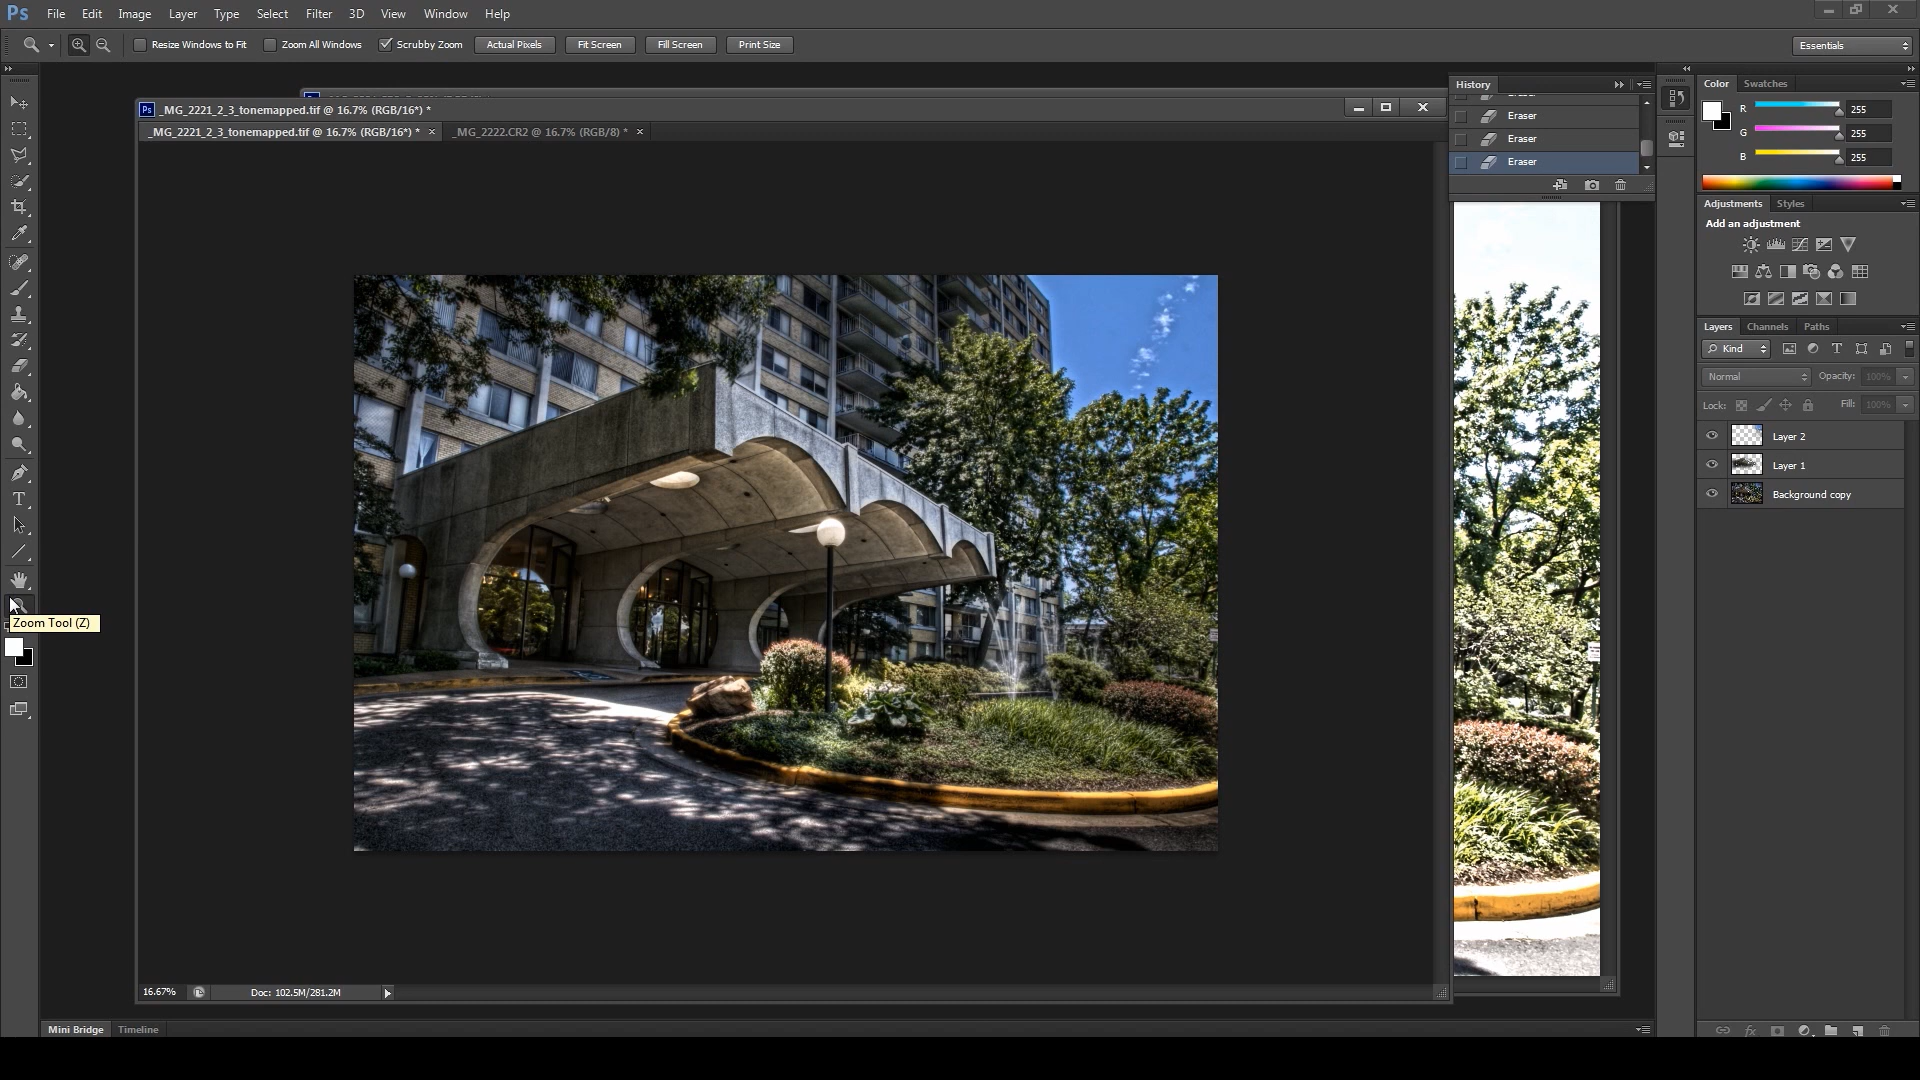 Ps File Edit Image Layer Type Select Filter 3D View Window Help
Resize Windows to Fit Zoom All Windows Scrubby Zoom Actual Pixels Fit Screen Fill Screen Print Size Essentials
Ps _MG_2221_2_3_tonemapped.tif @ 16.7% (RGB/16*) *
_MG_2221_2_3_tonemapped.tif @ 16.7% (RGB/16*) * × _MG_2222.CR2 @ 16.7% (RGB/8) * ×
History
Eraser
Eraser
Eraser
Eraser
Color Swatches
R 255
G 255
B 255
Adjustments Styles
Add an adjustment
Layers Channels Paths
Kind
Normal Opacity: 100%
Lock: Fill: 100%
Layer 2
Layer 1
Background copy
fx
T
Zoom Tool (Z)
16.67% Doc: 102.5M/281.2M
Mini Bridge Timeline